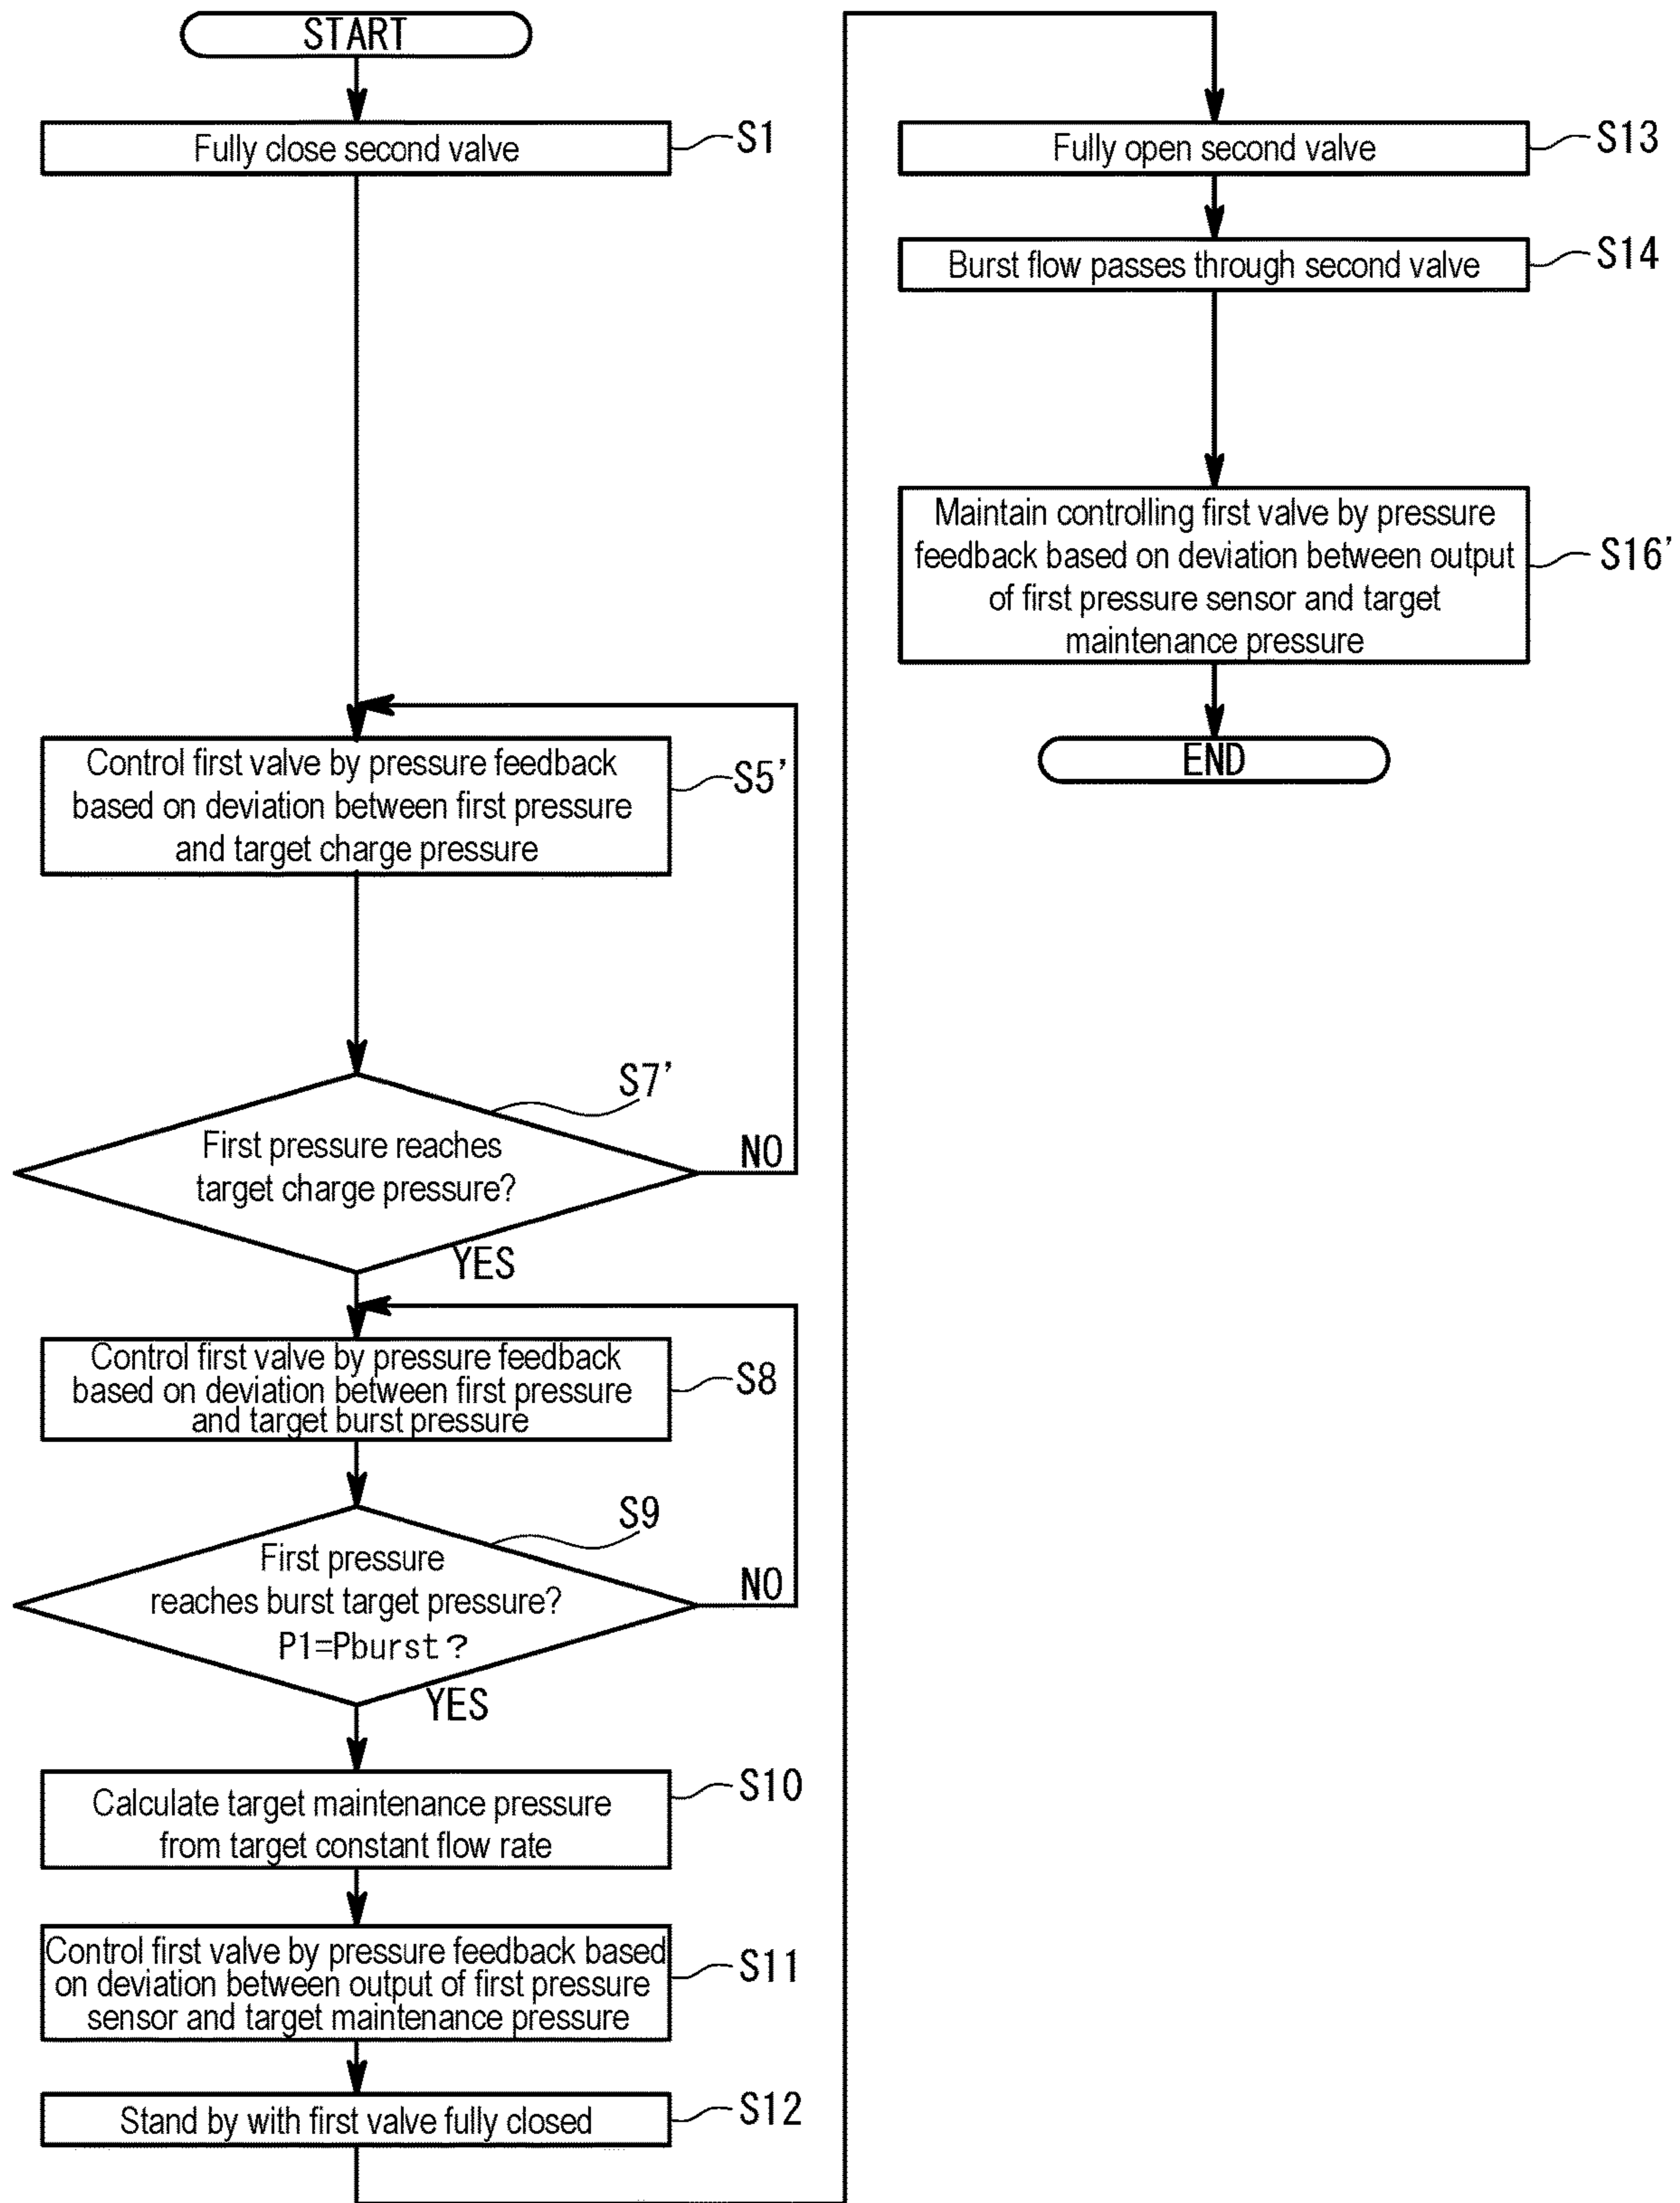 START
Fully close second valve
S1
Control first valve by pressure feedback
based on deviation between first pressure
and target charge pressure
S5'
S7'
First pressure reaches
target charge pressure?
NO
YES
Control first valve by pressure feedback
based on deviation between first pressure
and target burst pressure
S8
S9
First pressure
reaches burst target pressure?
P1=Pburst?
NO
YES
Calculate target maintenance pressure
from target constant flow rate
S10
Control first valve by pressure feedback based
on deviation between output of first pressure
sensor and target maintenance pressure
S11
Stand by with first valve fully closed
S12
Fully open second valve
S13
Burst flow passes through second valve
S14
Maintain controlling first valve by pressure
feedback based on deviation between output
of first pressure sensor and target
maintenance pressure
S16'
END